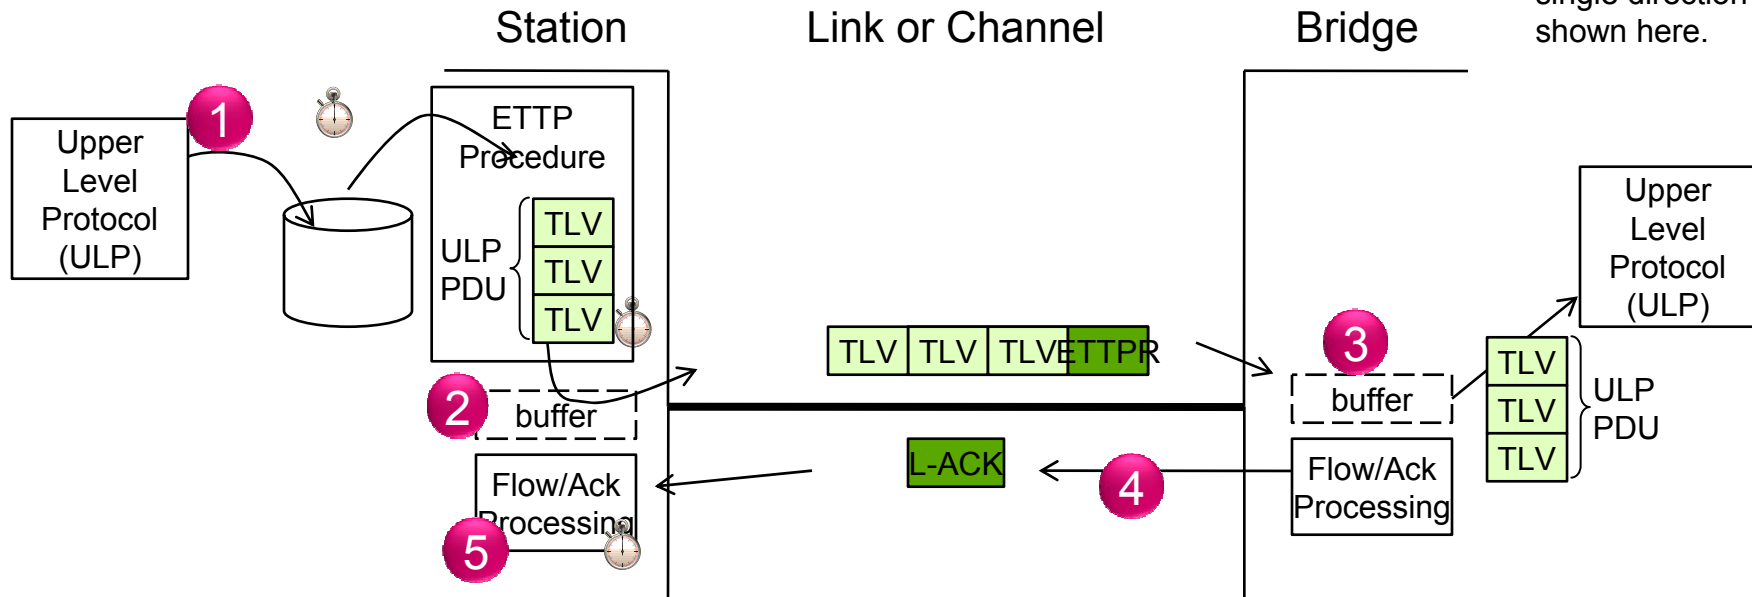 single direction
shown here.
Station
Link or Channel
Bridge
1
Upper
Level
Protocol
(ULP)
ETTP
Procedure
ULP
PDU
TLV
TLV
TLV
2
buffer
Flow/Ack
Processing
5
TLV TLV TLV ETTPR
L-ACK
4
3
buffer
Flow/Ack
Processing
TLV
TLV
TLV
ULP
PDU
Upper
Level
Protocol
(ULP)